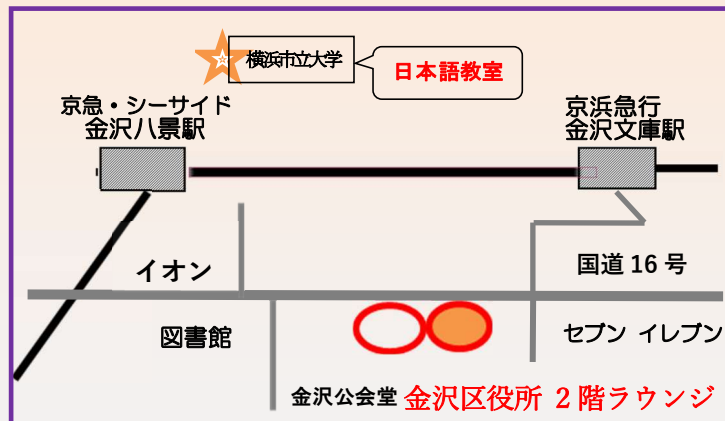 横浜市立大学
日本語教室
京急・シーサイド
金沢八景駅
京浜急行
金沢文庫駅
イオン
国道 16 号
図書館
セブン イレブン
金沢公会堂
金沢区役所 2 階ラウンジ